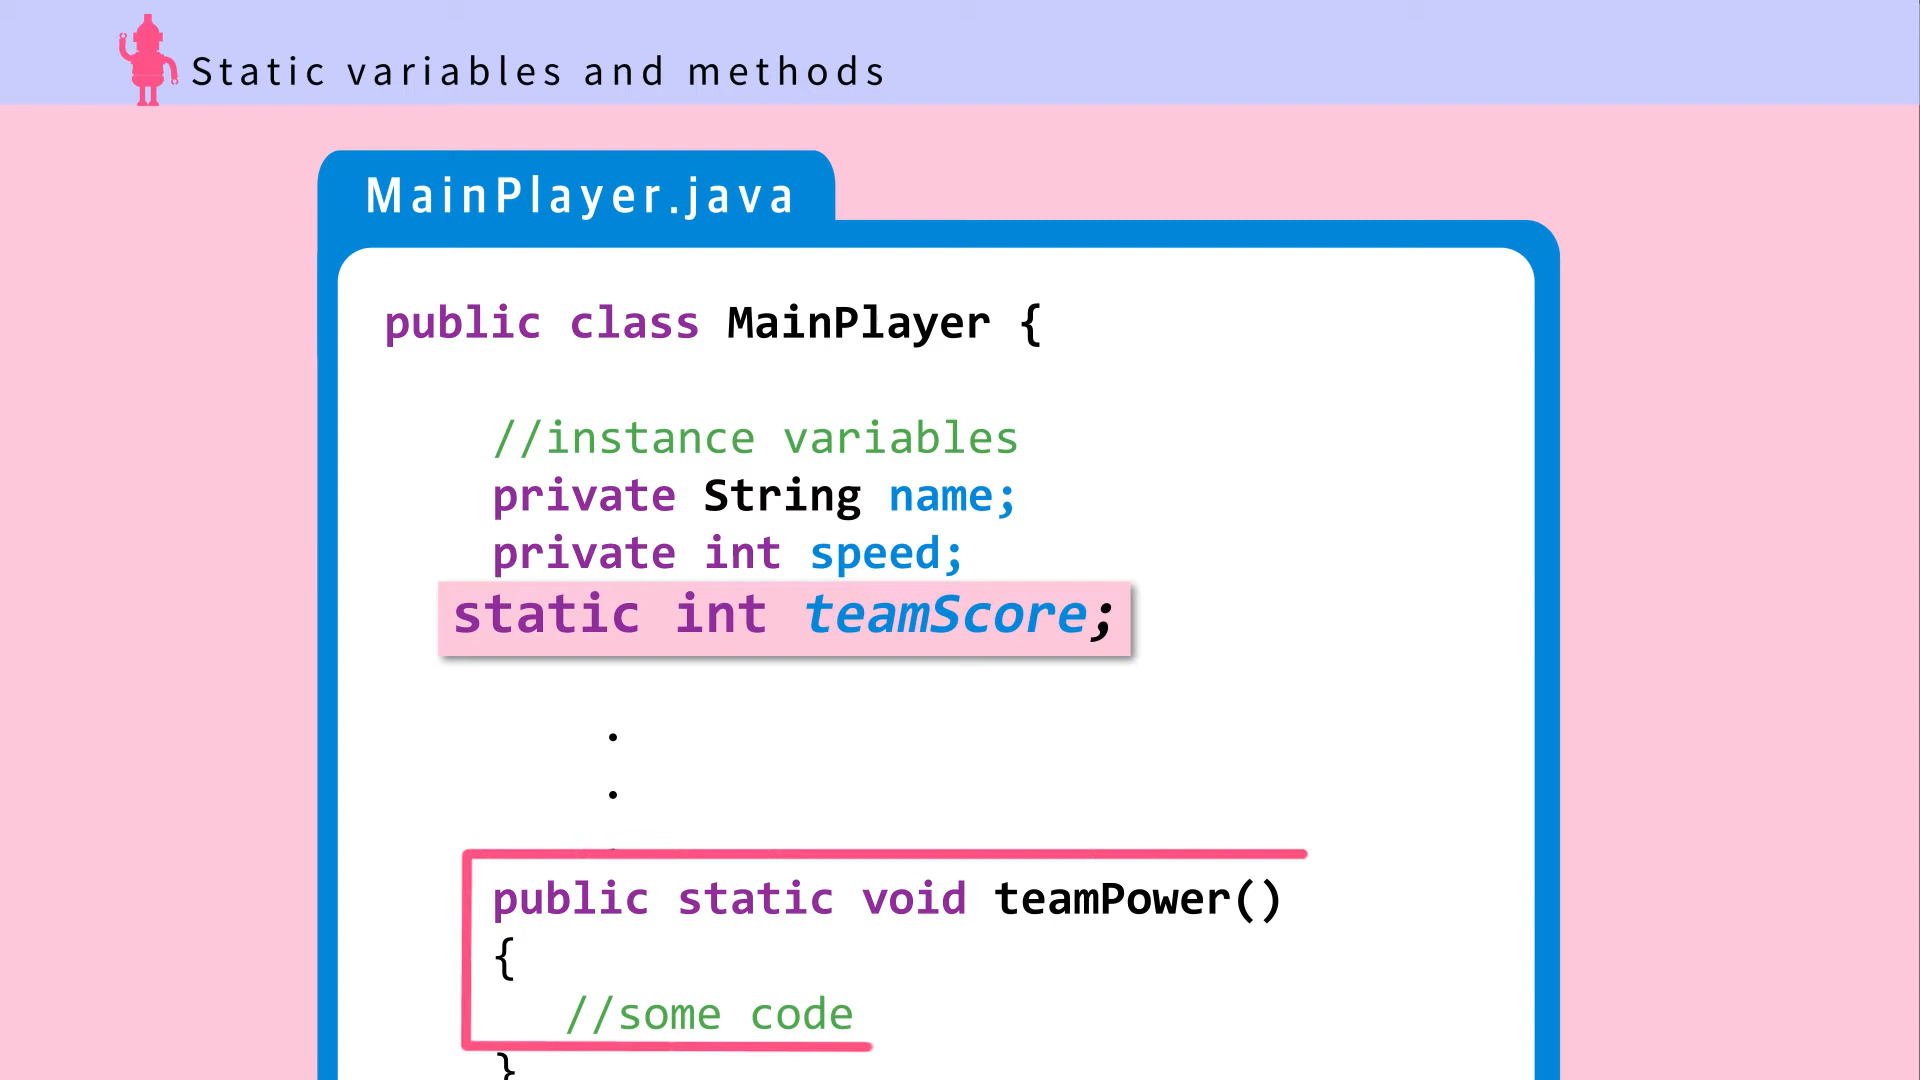 Static variables and methods
MainPlayer.java
public class MainPlayer {
//instance variables
private String name;
private int speed;
static int teamScore;
.
.
public static void teamPower()
{
//some code
}